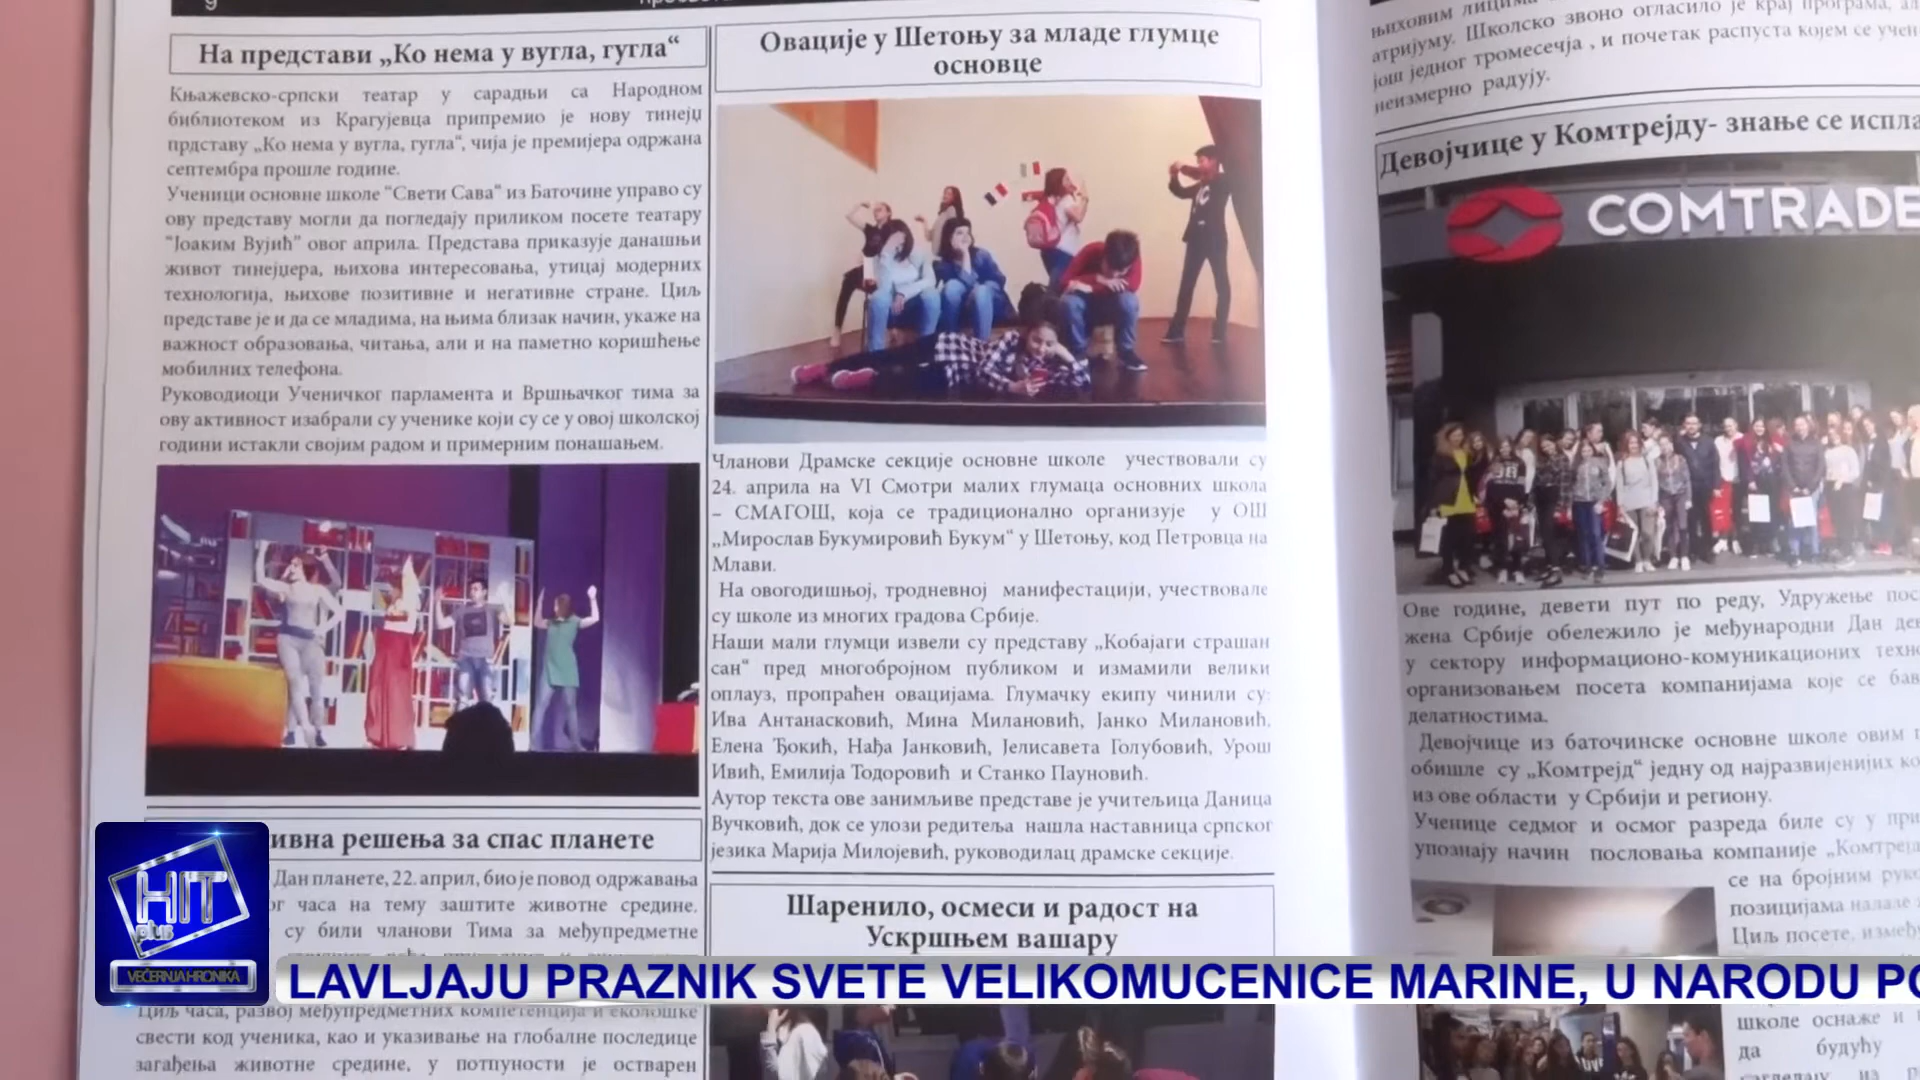 На представи „Ко нема у вугла, гугла“
Књажевско-српски театар у сарадњи са Народном
библиотеком из Крагујевца припремио је нову тинејџ
прдставу „Ко нема у вугла, гугла“, чија је премијера одржана
септембра прошле године.
Ученици основне школе “Свети Сава“ из Баточине управо су
ову представу могли да погледају приликом посете театару
“Јоаким Вујић” овог априла. Представа приказује данашњи
живот тинејџера, њихова интересовања, утицај модерних
технологија, њихове позитивне и негативне стране. Циљ
представе је и да се младима, на њима близак начин, укаже на
важност образовања, читања, али и на паметно коришћење
мобилних телефона.
Руководиоци Ученичког парламента и Вршњачког тима за
ову активност изабрали су ученике који су се у овој школској
години истакли својим радом и примерним понашањем.
ивна решења за спас планете
Дан планете, 22. април, био је повод одржавања
ог часа на тему заштите животне средине.
су били чланови Тима за међупредметне
Циљ часа, развој међупредметних компетенција и еколошке
свести код ученика, као и указивање на глобалне последице
загађења животне средине, у потпуности је остварен
Овације у Шетоњу за младе глумце
основце
Чланови Драмске секције основне школе учествовали су
24. априла на VI Смотри малих глумаца основних школа
– СМАГОШ, која се традиционално организује у ОШ
„Мирослав Букумировић Букум“ у Шетоњу, код Петровца на
Млави.
На овогодишњој, тродневној манифестацији, учествовале
су школе из многих градова Србије.
Наши мали глумци извели су представу „Кобајаги страшан
сан“ пред многобројном публиком и измамили велики
оплауз, пропраћен овацијама. Глумачку екипу чинили су:
Ива Антанасковић, Мина Милановић, Јанко Милановић,
Елена Ђокић, Нађа Јанковић, Јелисавета Голубовић, Урош
Ивић, Емилија Тодоровић и Станко Пауновић.
Аутор текста ове занимљиве представе је учитељица Даница
Вучковић, док се улози редитеља нашла наставница српског
језика Марија Милојевић, руководилац драмске секције.
Шаренило, осмеси и радост на
Ускршњем вашару
њиховим лицима
атријуму. Школско звоно огласило је крај програма, ал
још једног тромесечја , и почетак распуста којем се учен
неизмерно радују.
Девојчице у Комтрејду- знање се испла
COMTRADE
Ове године, девети пут по реду, Удружење посл
жена Србије обележило је међународни Дан дев
у сектору информационо-комуникационих техно
организовањем посета компанијама које се бав
делатностима.
Девојчице из баточинске основне школе овим п
обишле су „Комтрејд“ једну од најразвијенијих ко
из ове области у Србији и региону.
Ученице седмог и осмог разреда биле су у при
упознају начин пословања компаније „Комтрејд
се на бројним руко
позицијама налазе
Циљ посете, између
школе оснаже и
да будућу
HIT
plus
VEČERNJA HRONIKA
LAVLJAJU PRAZNIK SVETE VELIKOMUCENICE MARINE, U NARODU PO